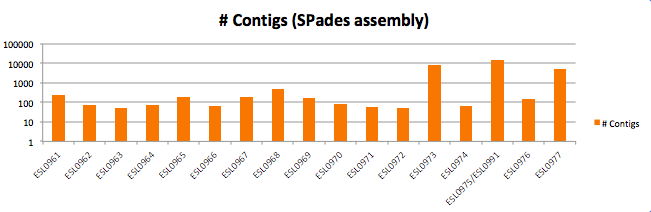 # Contigs (SPades assembly)
100000
10000
1000
100
10
1
ESL0961
ESL0962
ESL0963
ESL0964
ESL0965
ESL0966
ESL0967
ESL0968
ESL0969
ESL0970
ESL0971
ESL0972
ESL0973
ESL0974
ESL0975/ESL0991
ESL0976
ESL0977
# Contigs